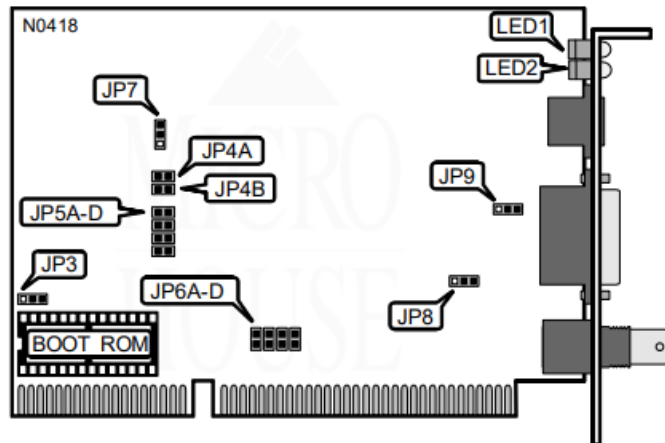 N0418
LED1
LED2
JP7
JP4A
JP4B
JP9
JP5A-D
JP3
JP6A-D
JP8
BOOT ROM
MICRO
HOUSE